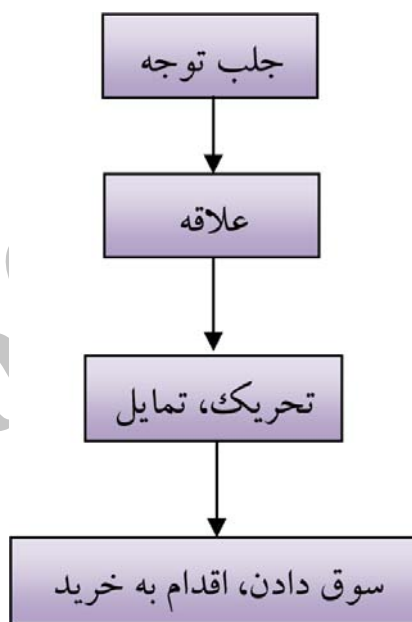 جلب توجه
علاقه
تحریک، تمایل
سوق دادن، اقدام به خرید